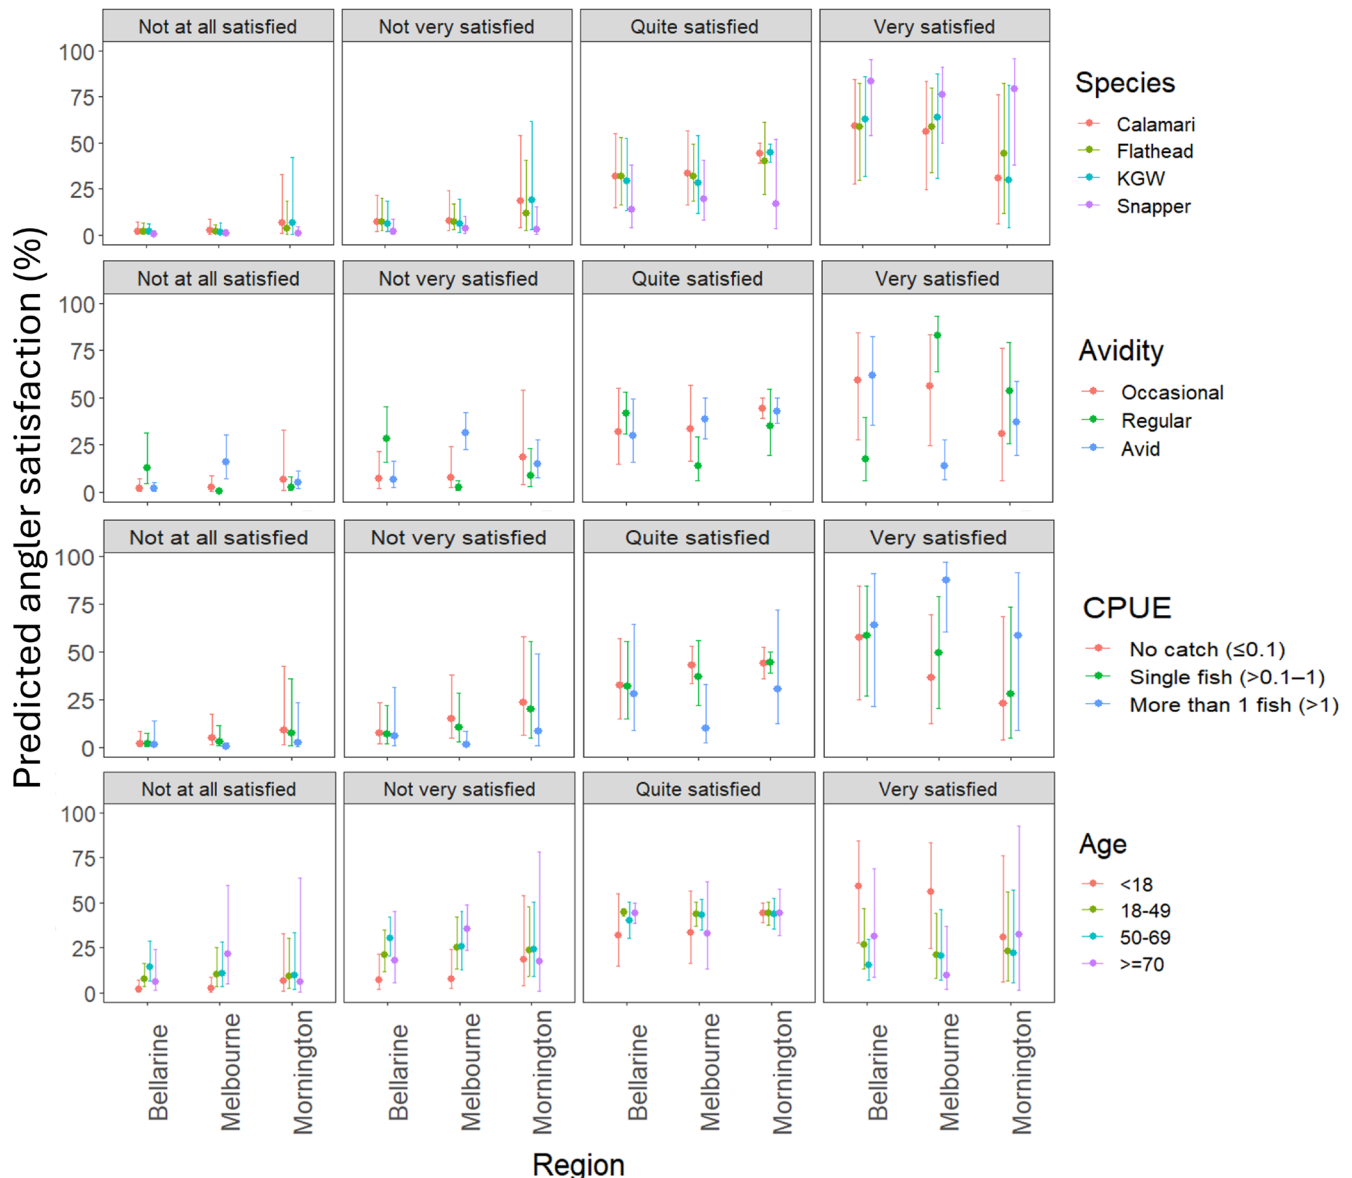 Predicted angler satisfaction (%)
Not at all satisfied
Not very satisfied
Quite satisfied
Very satisfied
100
75
50
25
0
Species
Calamari
Flathead
KGW
Snapper
Not at all satisfied
Not very satisfied
Quite satisfied
Very satisfied
100
75
50
25
0
Avidity
Occasional
Regular
Avid
Not at all satisfied
Not very satisfied
Quite satisfied
Very satisfied
100
75
50
25
0
CPUE
No catch (≤0.1)
Single fish (>0.1–1)
More than 1 fish (>1)
Not at all satisfied
Not very satisfied
Quite satisfied
Very satisfied
100
75
50
25
0
Age
<18
18-49
50-69
>=70
Bellarine
Melbourne
Mornington
Bellarine
Melbourne
Mornington
Bellarine
Melbourne
Mornington
Bellarine
Melbourne
Mornington
Region